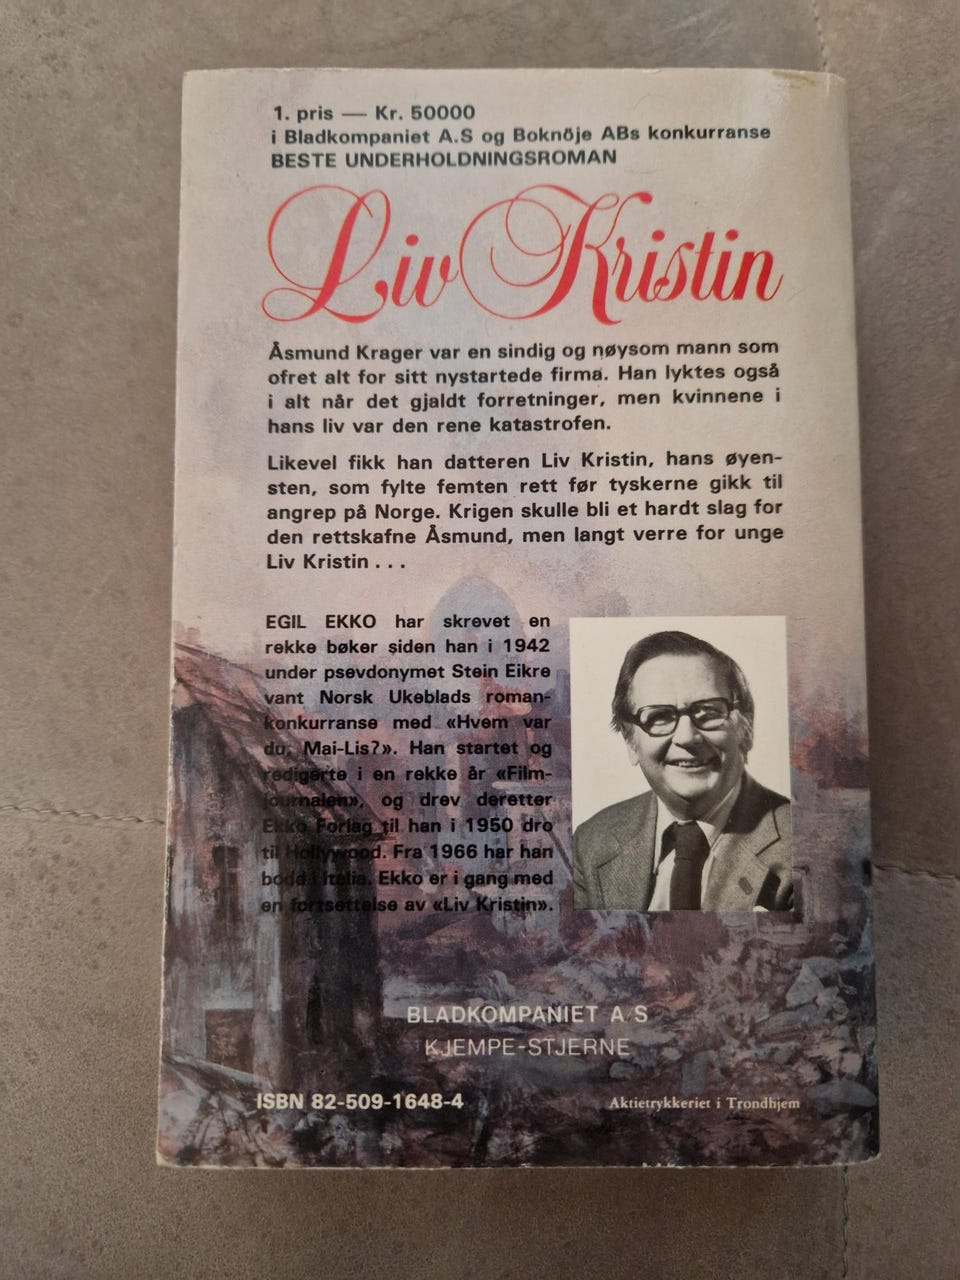 1. pris — Kr. 50000
i Bladkompaniet A.S og Boknöje ABs konkurranse
BESTE UNDERHOLDNINGSROMAN
Liv Kristin
Åsmund Krager var en sindig og nøysom mann som
ofret alt for sitt nystartede firma. Han lyktes også
i alt når det gjaldt forretninger, men kvinnene i
hans liv var den rene katastrofen.
Likevel fikk han datteren Liv Kristin, hans øyen-
sten, som fylte femten rett før tyskerne gikk til
angrep på Norge. Krigen skulle bli et hardt slag for
den rettskafne Åsmund, men langt verre for unge
Liv Kristin . . .
EGIL EKKO har skrevet en
rekke bøker siden han i 1942
under psevdonymet Stein Eikre
vant Norsk Ukeblads roman-
konkurranse med «Hvem var
du, Mai-Lis?». Han startet og
redigerte i en rekke år «Film-
journalen», og drev deretter
Ekko Forlag til han i 1950 dro
til Hollywood. Fra 1966 har han
bodd i Italia. Ekko er i gang med
en fortsettelse av «Liv Kristin».
BLADKOMPANIET A/S
KJEMPE-STJERNE
ISBN 82-509-1648-4
Aktietrykkeriet i Trondhjem